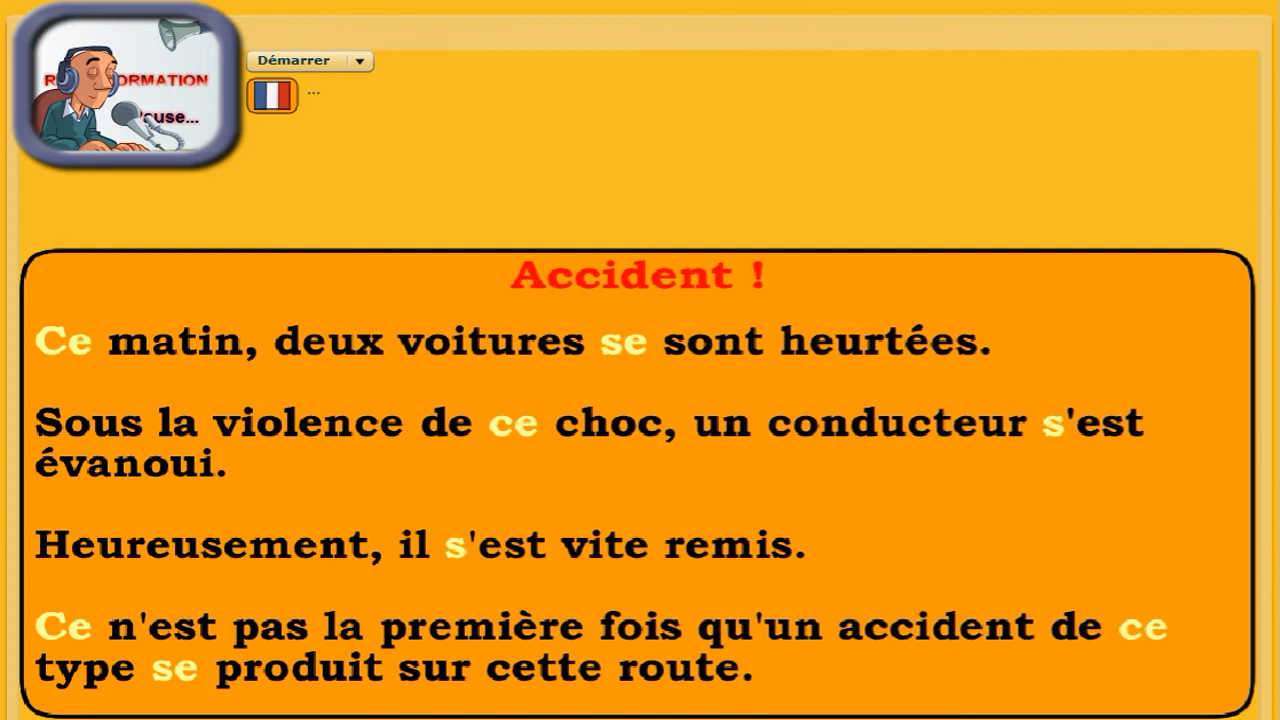 Démarrer
...
ORMATION
use...
Accident !
Ce matin, deux voitures se sont heurtées.
Sous la violence de ce choc, un conducteur s'est
évanoui.
Heureusement, il s'est vite remis.
Ce n'est pas la première fois qu'un accident de ce
type se produit sur cette route.